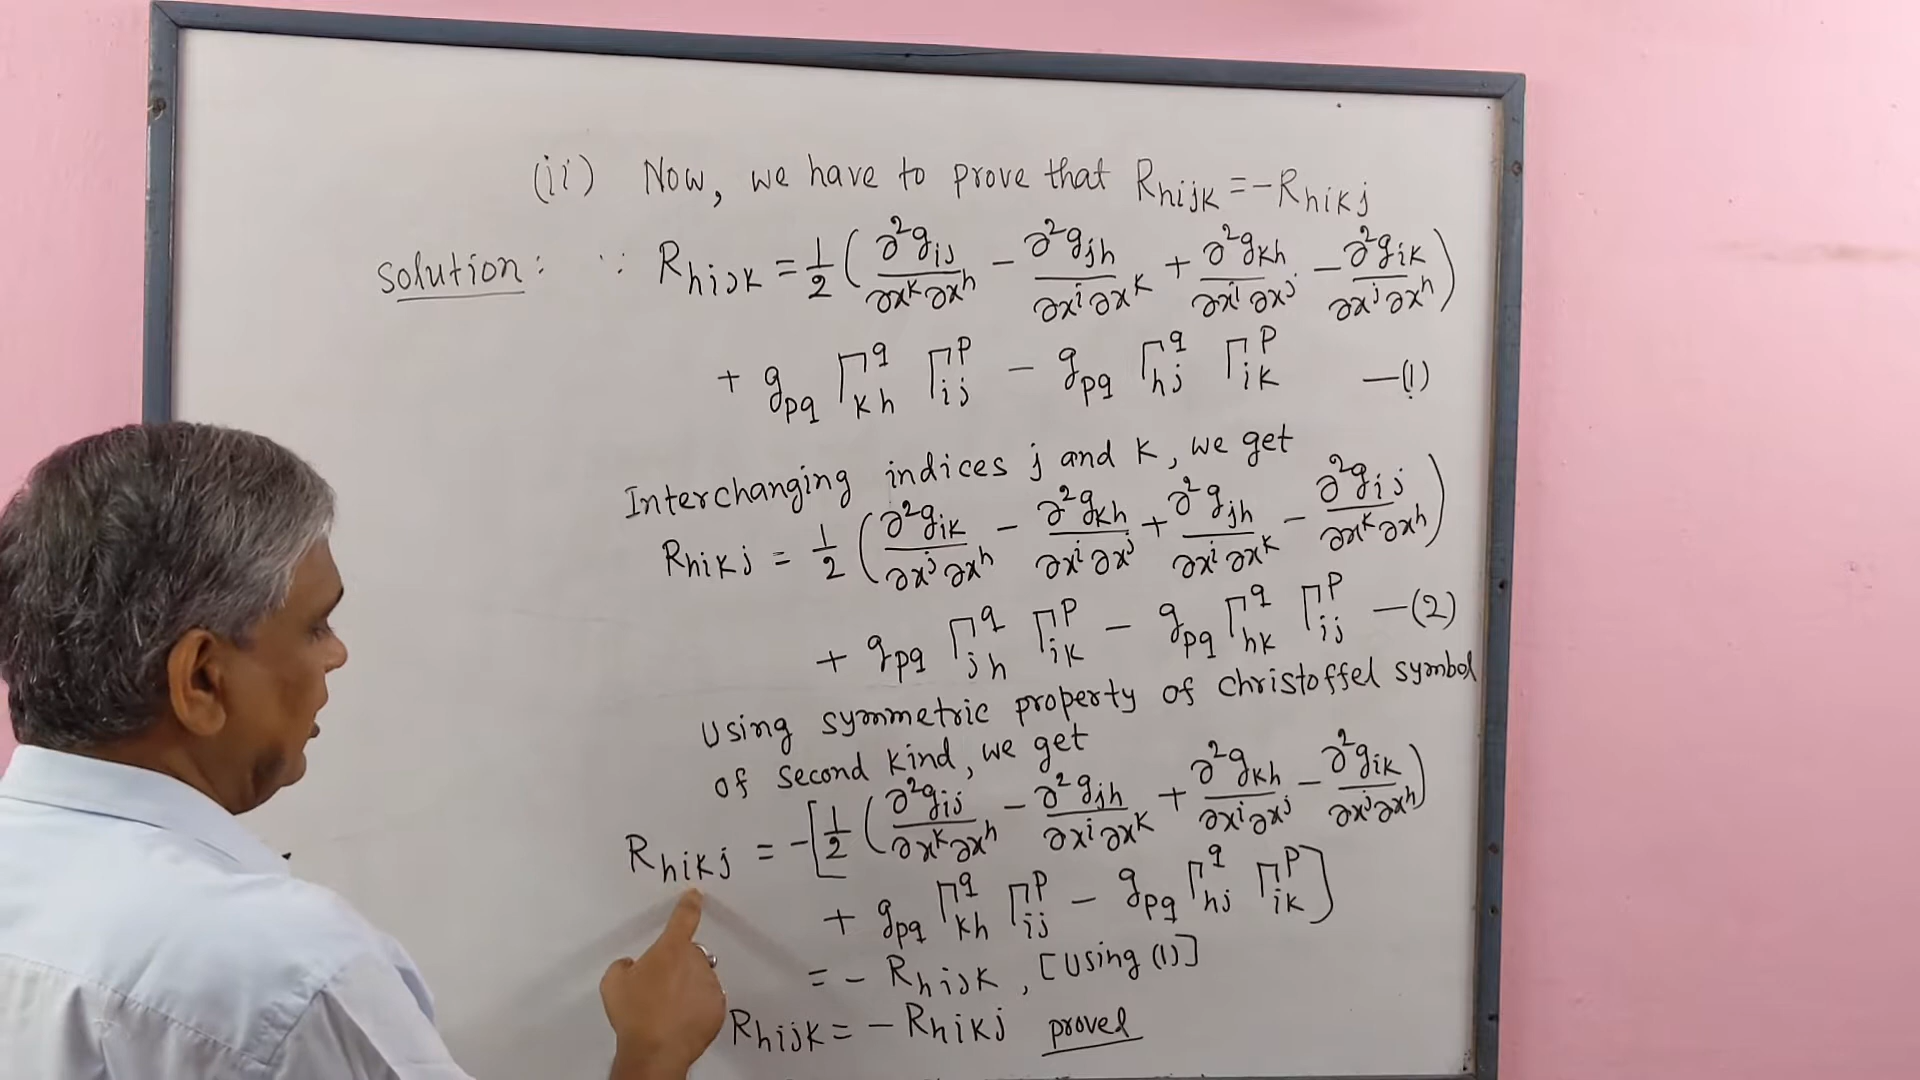 (ii) Now, we have to prove that R_hijk = -R_hikj
Solution: ∵ R_hijk = 1/2 (∂²g_ij/∂x^k∂x^h - ∂²g_jh/∂x^i∂x^k + ∂²g_kh/∂x^i∂x^j - ∂²g_ik/∂x^j∂x^h)
+ g_pq Γ^q_kh Γ^p_ij - g_pq Γ^q_hj Γ^p_ik —(1)
Interchanging indices j and k, we get
R_hikj = 1/2 (∂²g_ik/∂x^j∂x^h - ∂²g_kh/∂x^i∂x^j + ∂²g_jh/∂x^i∂x^k - ∂²g_ij/∂x^k∂x^h)
+ g_pq Γ^q_jh Γ^p_ik - g_pq Γ^q_hk Γ^p_ij —(2)
Using symmetric property of christoffel symbol
of second kind, we get
R_hikj = -[1/2 (∂²g_ij/∂x^k∂x^h - ∂²g_jh/∂x^i∂x^k + ∂²g_kh/∂x^i∂x^j - ∂²g_ik/∂x^j∂x^h)
+ g_pq Γ^q_kh Γ^p_ij - g_pq Γ^q_hj Γ^p_ik]
= - R_hijk, [Using (1)]
R_hijk = - R_hikj proved